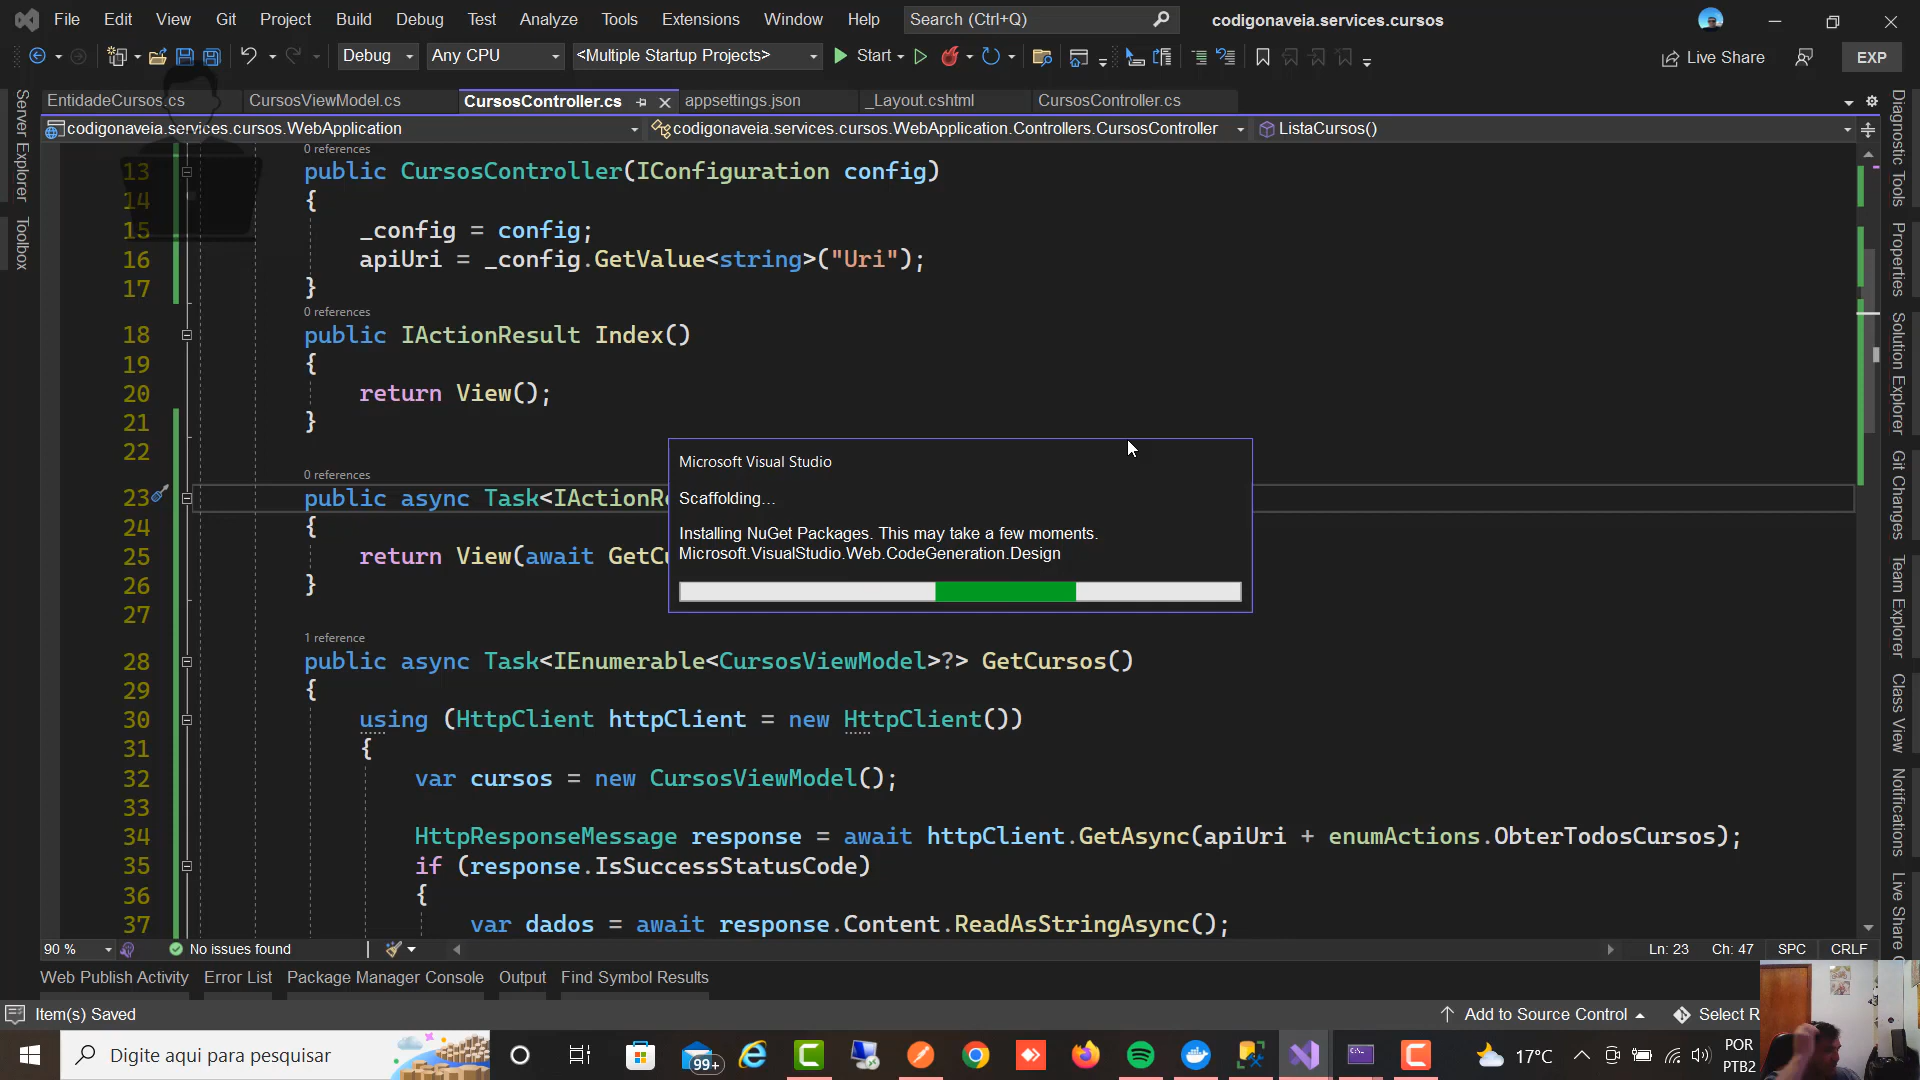 File Edit View Git Project Build Debug Test Analyze Tools Extensions Window Help Search (Ctrl+Q) codigonaveia.services.cursos
Debug Any CPU <Multiple Startup Projects> Start Live Share EXP
EntidadeCursos.cs CursosViewModel.cs CursosController.cs appsettings.json _Layout.cshtml CursosController.cs
codigonaveia.services.cursos.WebApplication codigonaveia.services.cursos.WebApplication.Controllers.CursosController ListaCursos()
Server Explorer
Toolbox
0 references
13 public CursosController(IConfiguration config)
14 {
15 _config = config;
16 apiUri = _config.GetValue<string>("Uri");
17 }
0 references
18 public IActionResult Index()
19 {
20 return View();
21 }
22
0 references
23 public async Task<IActionRe
24 {
25 return View(await GetCu
26 }
27
1 reference
28 public async Task<IEnumerable<CursosViewModel>?> GetCursos()
29 {
30 using (HttpClient httpClient = new HttpClient())
31 {
32 var cursos = new CursosViewModel();
33
34 HttpResponseMessage response = await httpClient.GetAsync(apiUri + enumActions.ObterTodosCursos);
35 if (response.IsSuccessStatusCode)
36 {
37 var dados = await response.Content.ReadAsStringAsync();
Microsoft Visual Studio
Scaffolding...
Installing NuGet Packages. This may take a few moments.
Microsoft.VisualStudio.Web.CodeGeneration.Design
Diagnostic Tools
Properties
Solution Explorer
Git Changes
Team Explorer
Class View
Notifications
Live Share
90 % No issues found Ln: 23 Ch: 47 SPC CRLF
Web Publish Activity Error List Package Manager Console Output Find Symbol Results
Item(s) Saved Add to Source Control Select R
Digite aqui para pesquisar 99+ 17°C POR
PTB2